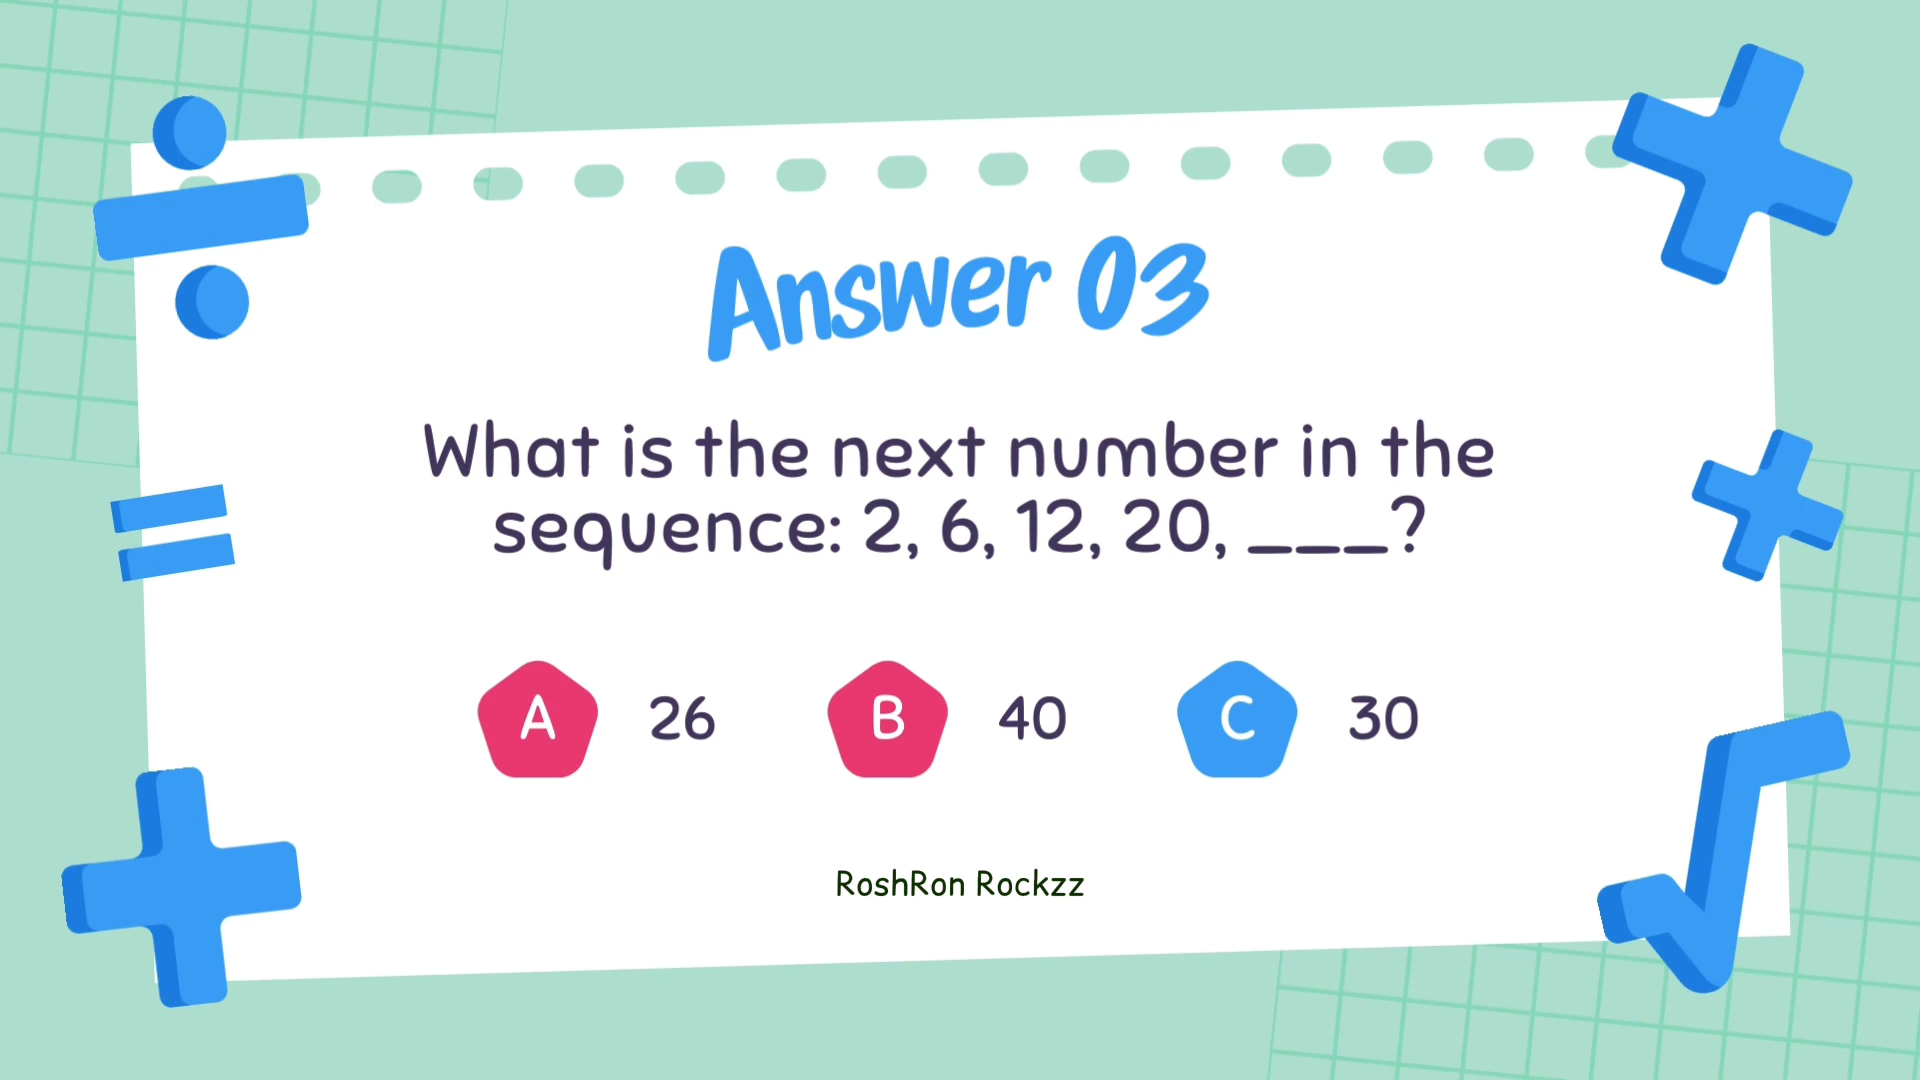 Answer 03
What is the next number in the
sequence: 2, 6, 12, 20, ___?
A 26 B 40 C 30
RoshRon Rockzz